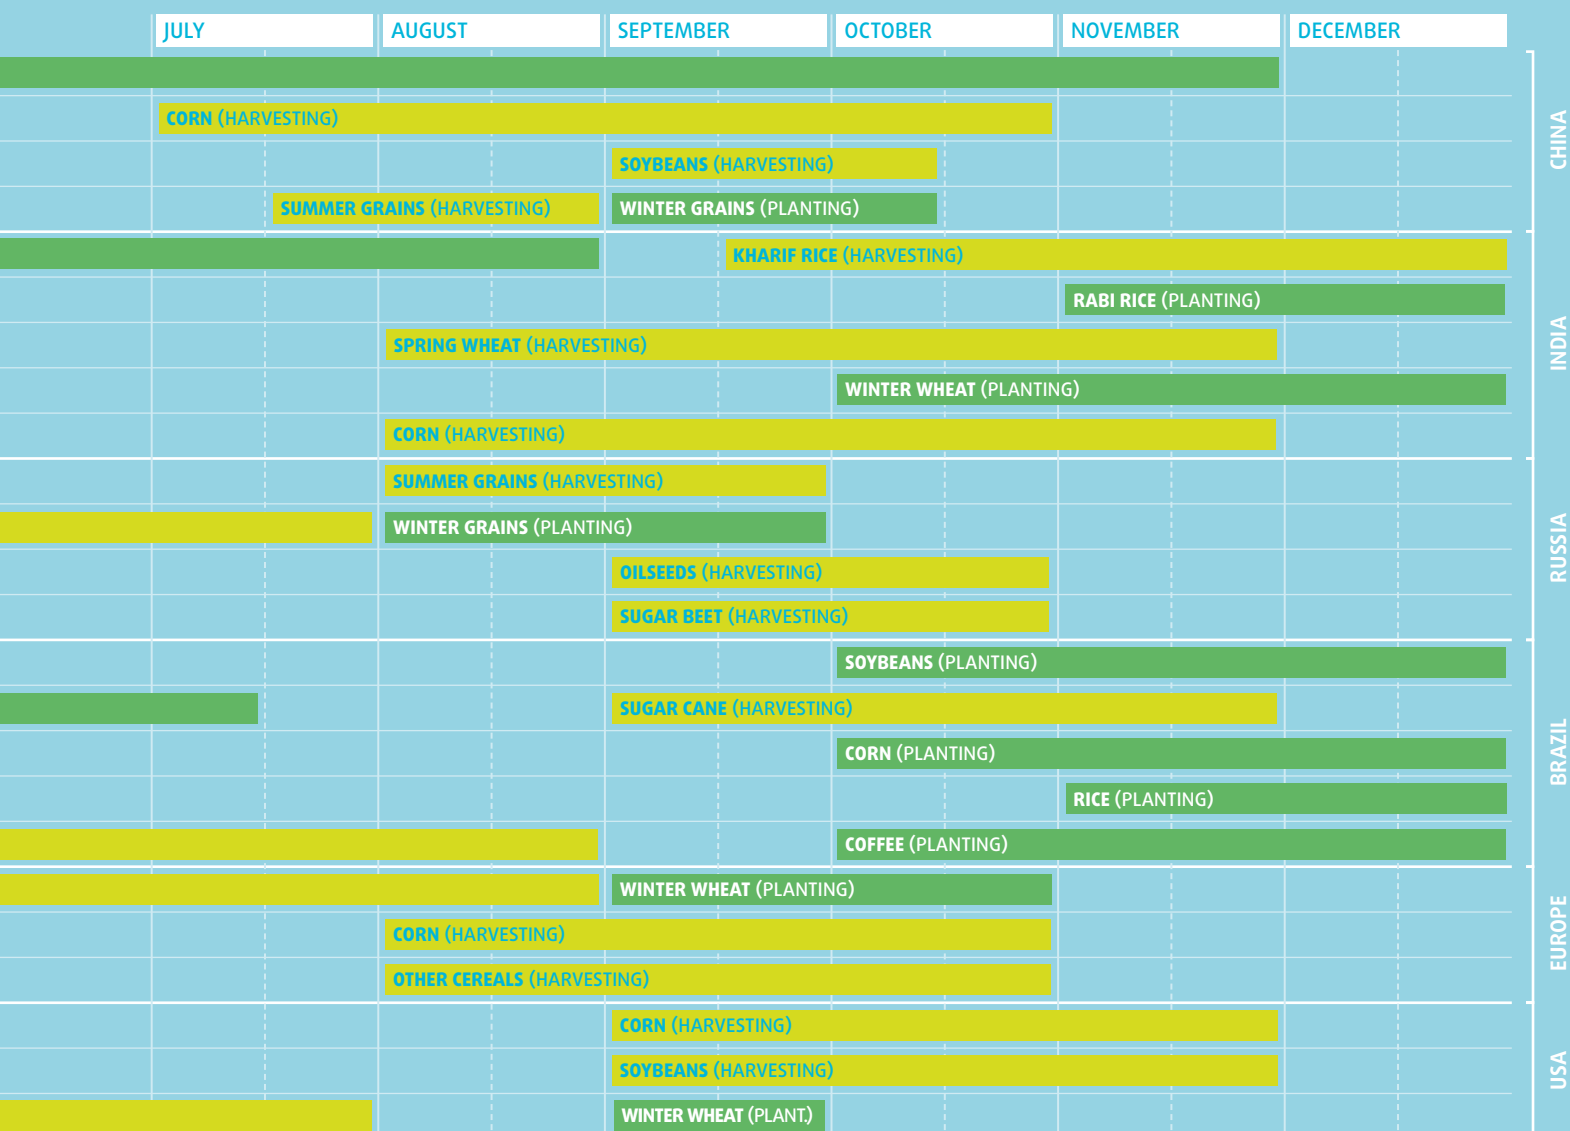 JULY
AUGUST
SEPTEMBER
OCTOBER
NOVEMBER
DECEMBER
CHINA
CORN (HARVESTING)
SOYBEANS (HARVESTING)
SUMMER GRAINS (HARVESTING)
WINTER GRAINS (PLANTING)
INDIA
KHARIF RICE (HARVESTING)
RABI RICE (PLANTING)
SPRING WHEAT (HARVESTING)
WINTER WHEAT (PLANTING)
CORN (HARVESTING)
RUSSIA
SUMMER GRAINS (HARVESTING)
WINTER GRAINS (PLANTING)
OILSEEDS (HARVESTING)
SUGAR BEET (HARVESTING)
BRAZIL
SOYBEANS (PLANTING)
SUGAR CANE (HARVESTING)
CORN (PLANTING)
RICE (PLANTING)
COFFEE (PLANTING)
EUROPE
WINTER WHEAT (PLANTING)
CORN (HARVESTING)
OTHER CEREALS (HARVESTING)
USA
CORN (HARVESTING)
SOYBEANS (HARVESTING)
WINTER WHEAT (PLANT.)